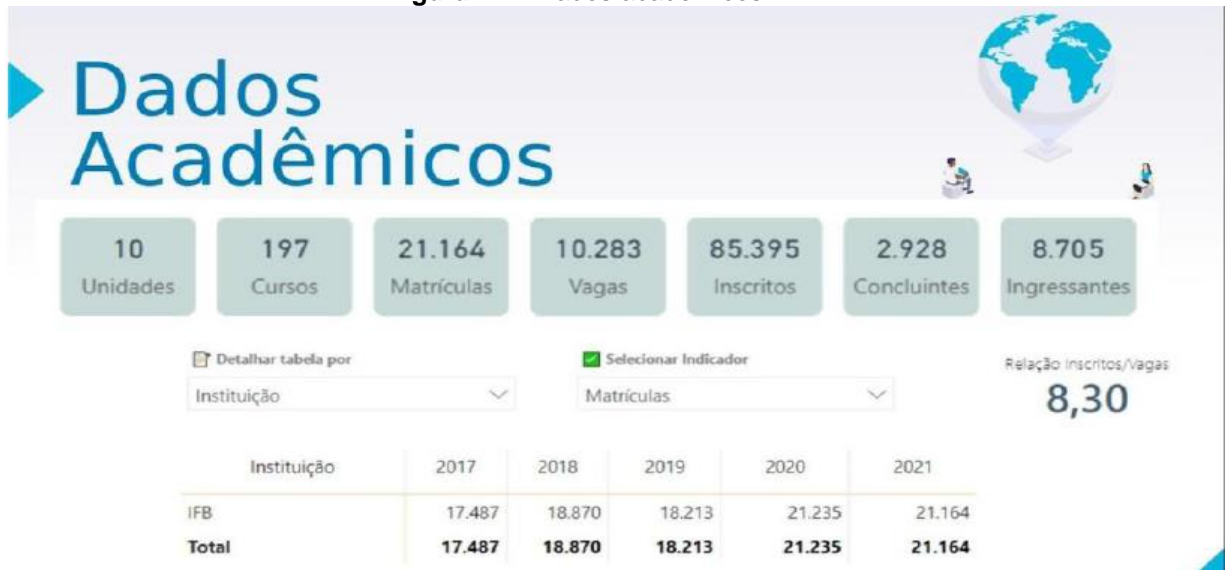 Dados
Acadêmicos
10
Unidades
197
Cursos
21.164
Matrículas
10.283
Vagas
85.395
Inscritos
2.928
Concluintes
8.705
Ingressantes
Detalhar tabela por
Instituição
Selecionar Indicador
Matrículas
Relação Inscritos/Vagas
8,30
Instituição 2017 2018 2019 2020 2021
IFB 17.487 18.870 18.213 21.235 21.164
Total 17.487 18.870 18.213 21.235 21.164